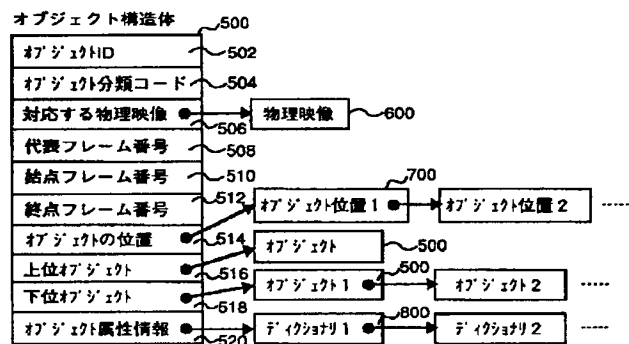 オブジェクト構造体
500
オブジェクトID
502
オブジェクト分類コード
504
対応する物理映像
506
物理映像
600
代表フレーム番号
508
始点フレーム番号
510
終点フレーム番号
512
オブジェクトの位置
514
オブジェクト位置1
700
オブジェクト位置2
上位オブジェクト
516
オブジェクト
500
下位オブジェクト
518
オブジェクト1
500
オブジェクト2
オブジェクト属性情報
520
ディクショナリ1
800
ディクショナリ2